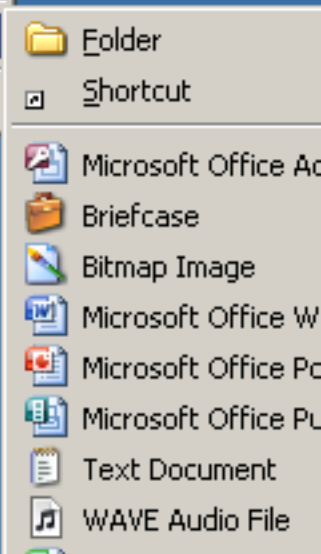 Folder
Shortcut
Microsoft Office Ac
Briefcase
Bitmap Image
Microsoft Office W
Microsoft Office Po
Microsoft Office Pu
Text Document
WAVE Audio File